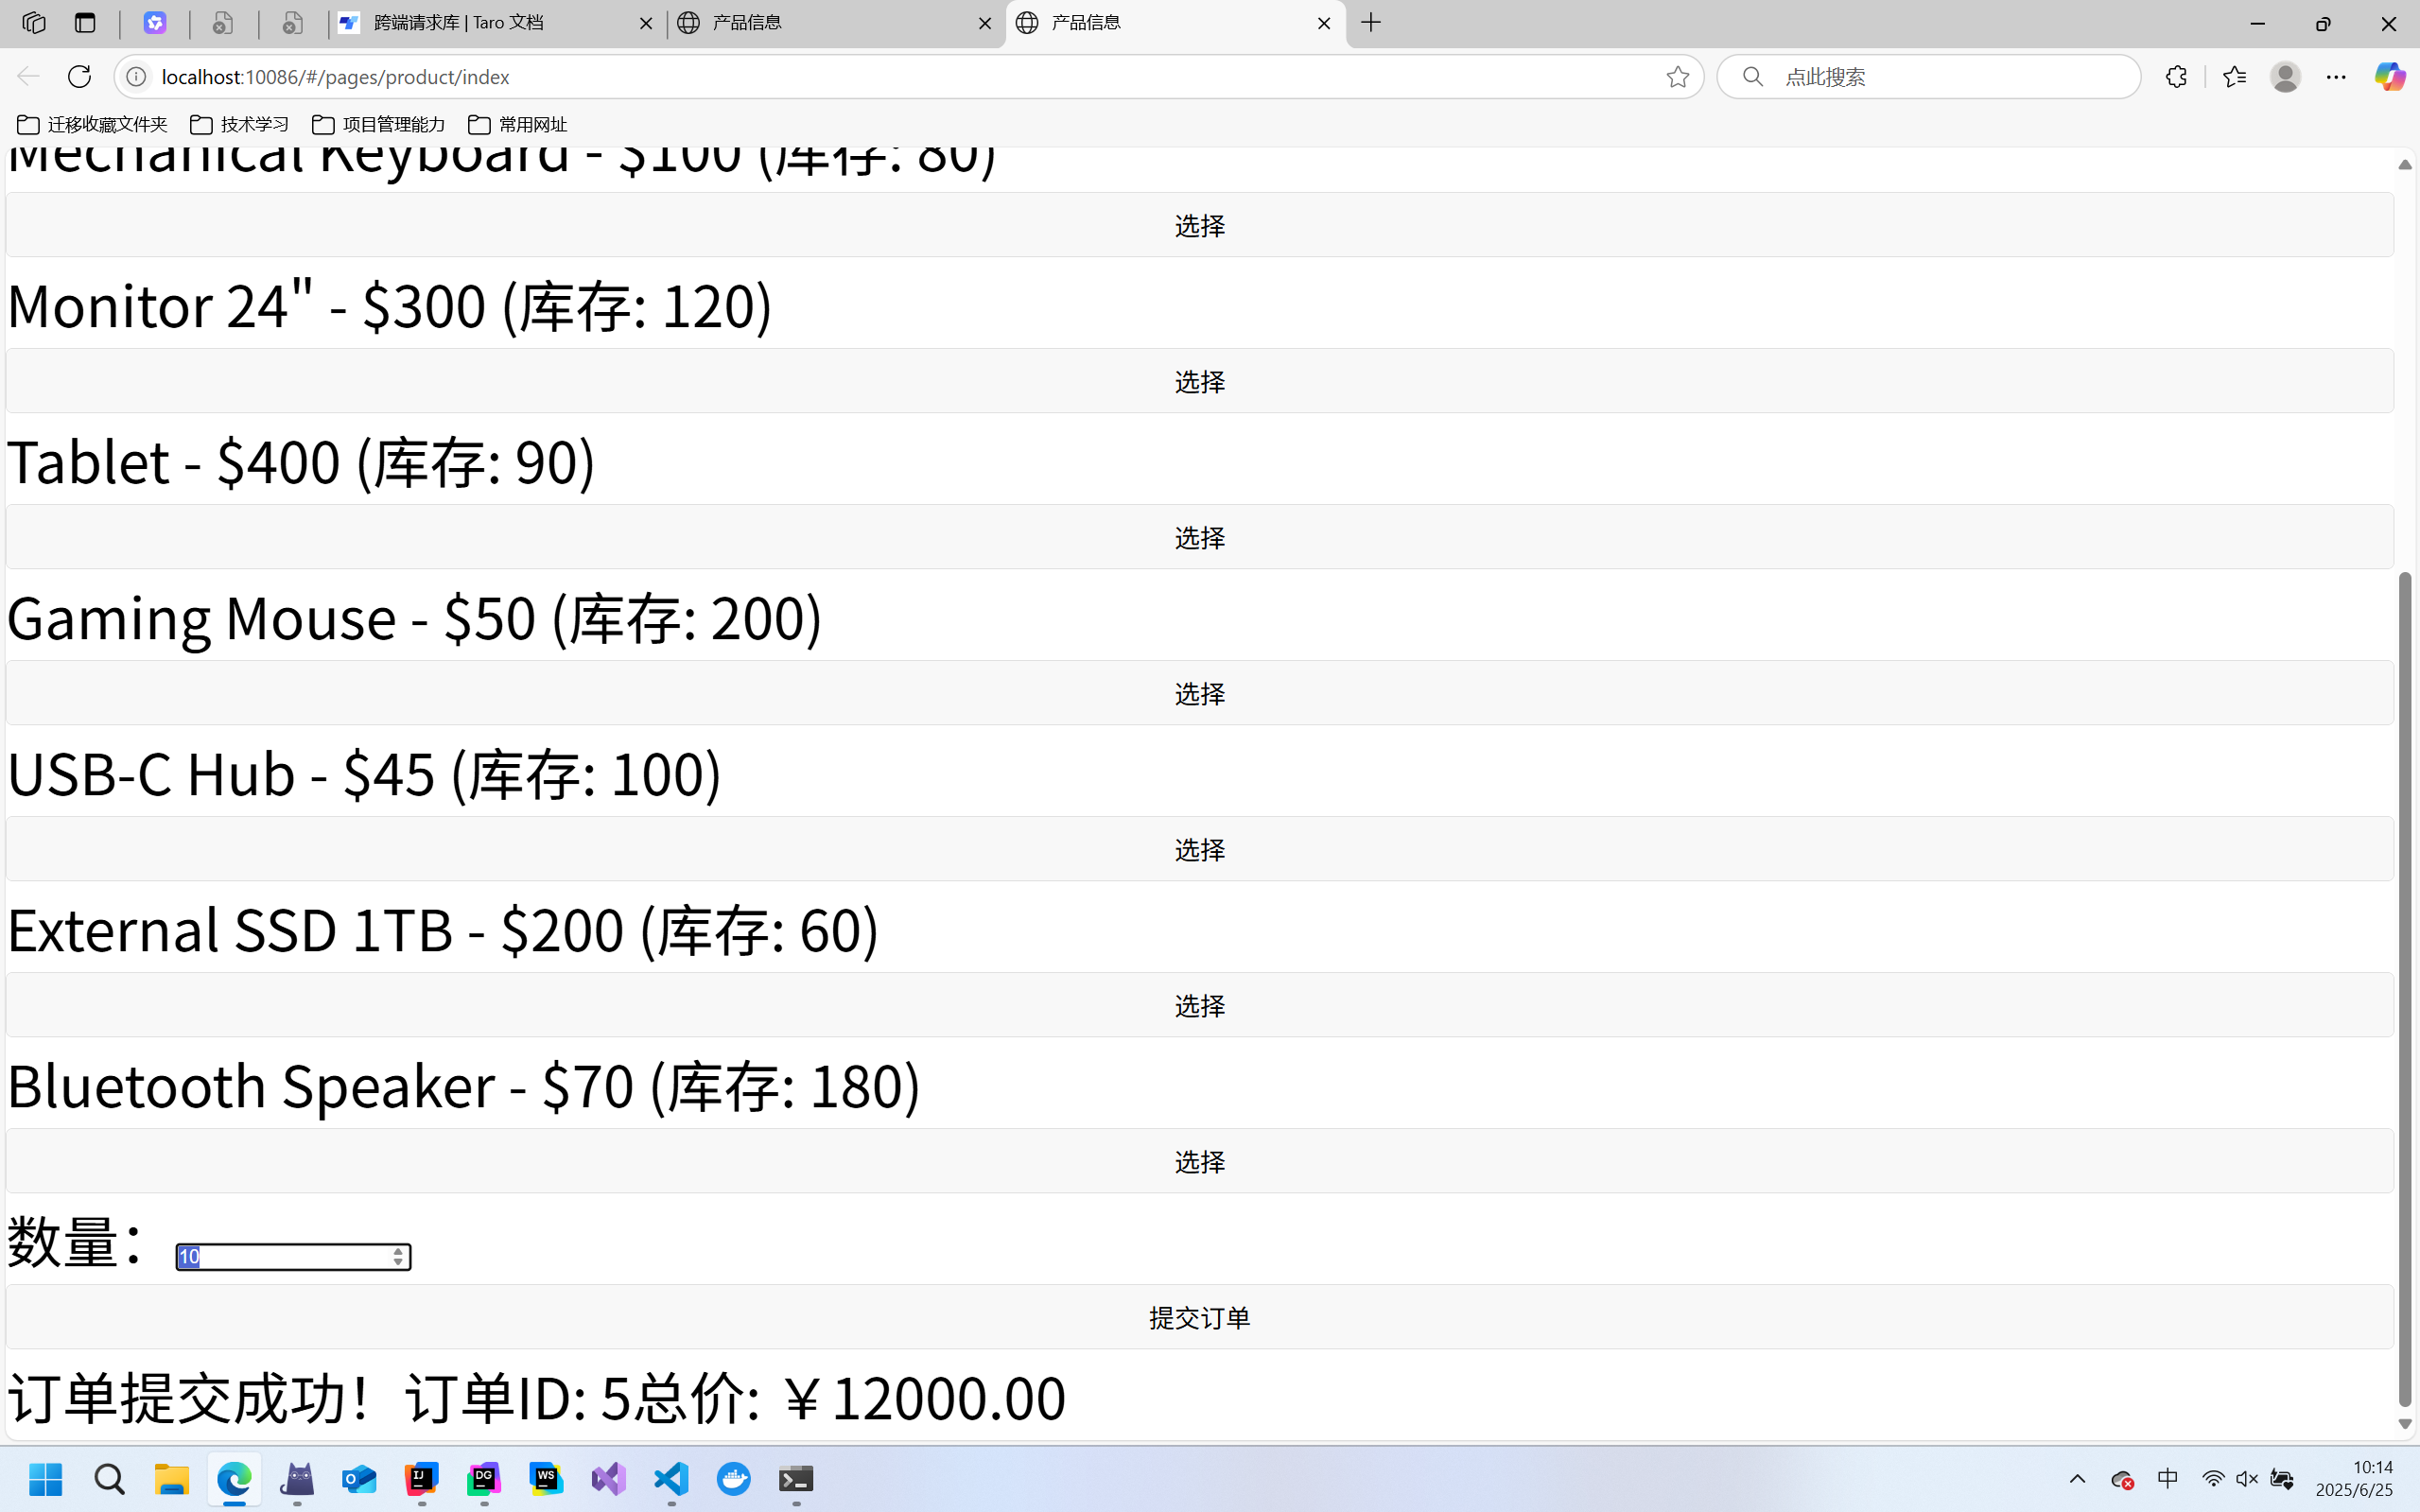 跨端请求库 | Taro 文档
产品信息
产品信息
localhost:10086/#/pages/product/index
点此搜索
迁移收藏文件夹
技术学习
项目管理能力
常用网址
Mechanical Keyboard - $100 (库存: 80)
选择
Monitor 24" - $300 (库存: 120)
选择
Tablet - $400 (库存: 90)
选择
Gaming Mouse - $50 (库存: 200)
选择
USB-C Hub - $45 (库存: 100)
选择
External SSD 1TB - $200 (库存: 60)
选择
Bluetooth Speaker - $70 (库存: 180)
选择
数量： 10
提交订单
订单提交成功！订单ID: 5总价: ￥12000.00
IJ
DG
WS
中
10:14
2025/6/25